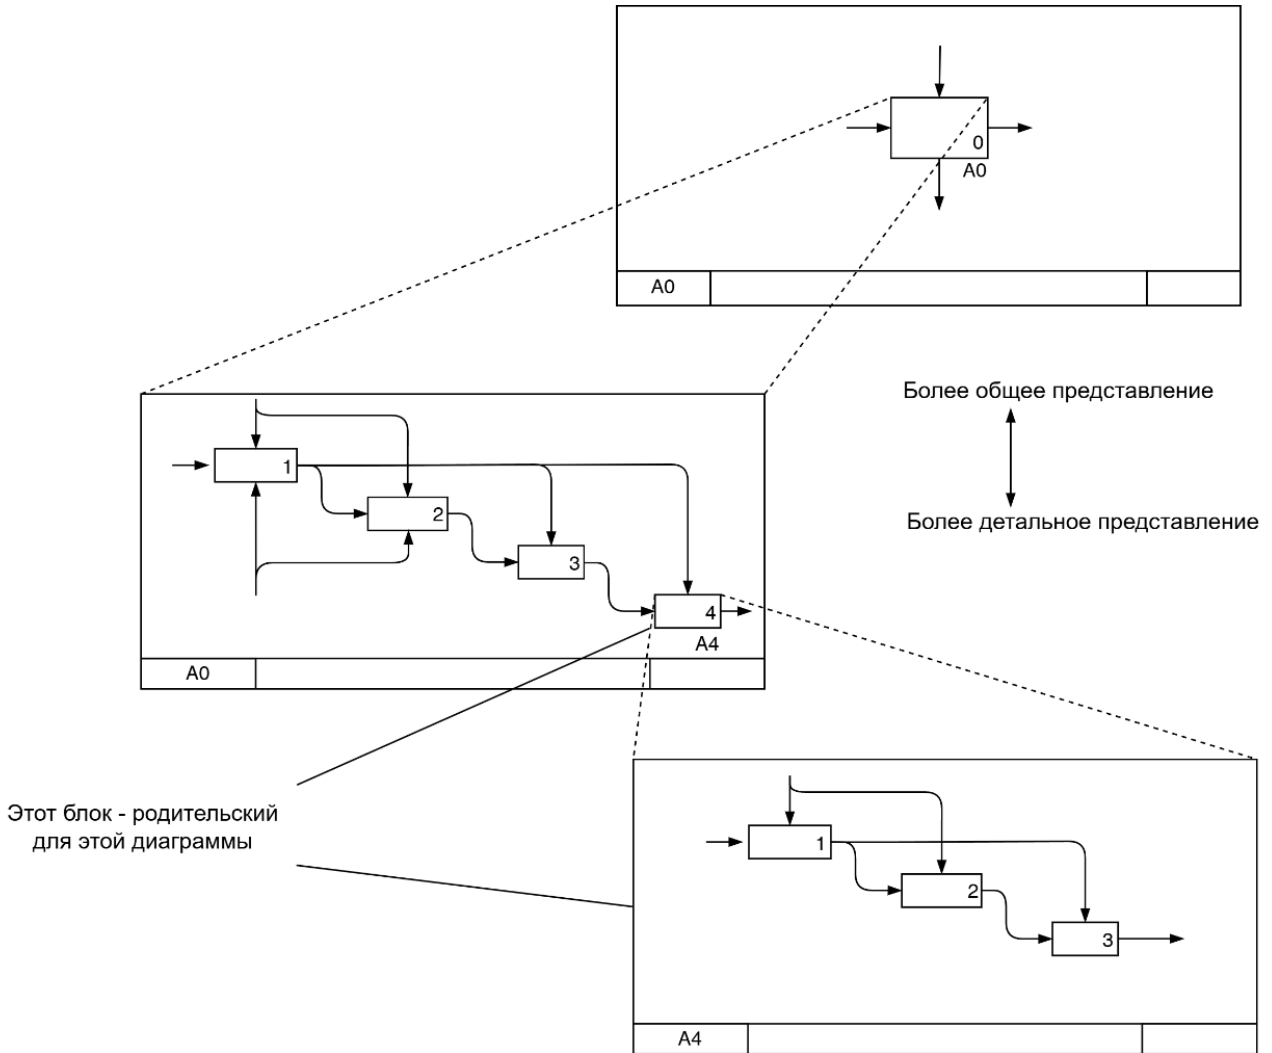 0
A0
A0
Более общее представление
Более детальное представление
1
2
3
4
A4
A0
Этот блок - родительский
для этой диаграммы
1
2
3
A4